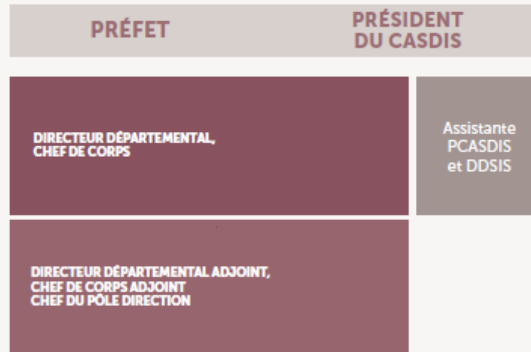 PRÉFET
PRÉSIDENT
DU CASDIS
DIRECTEUR DÉPARTEMENTAL,
CHEF DE CORPS
Assistante
PCASDIS
et DDSIS
DIRECTEUR DÉPARTEMENTAL ADJOINT,
CHEF DE CORPS ADJOINT
CHEF DU PÔLE DIRECTION